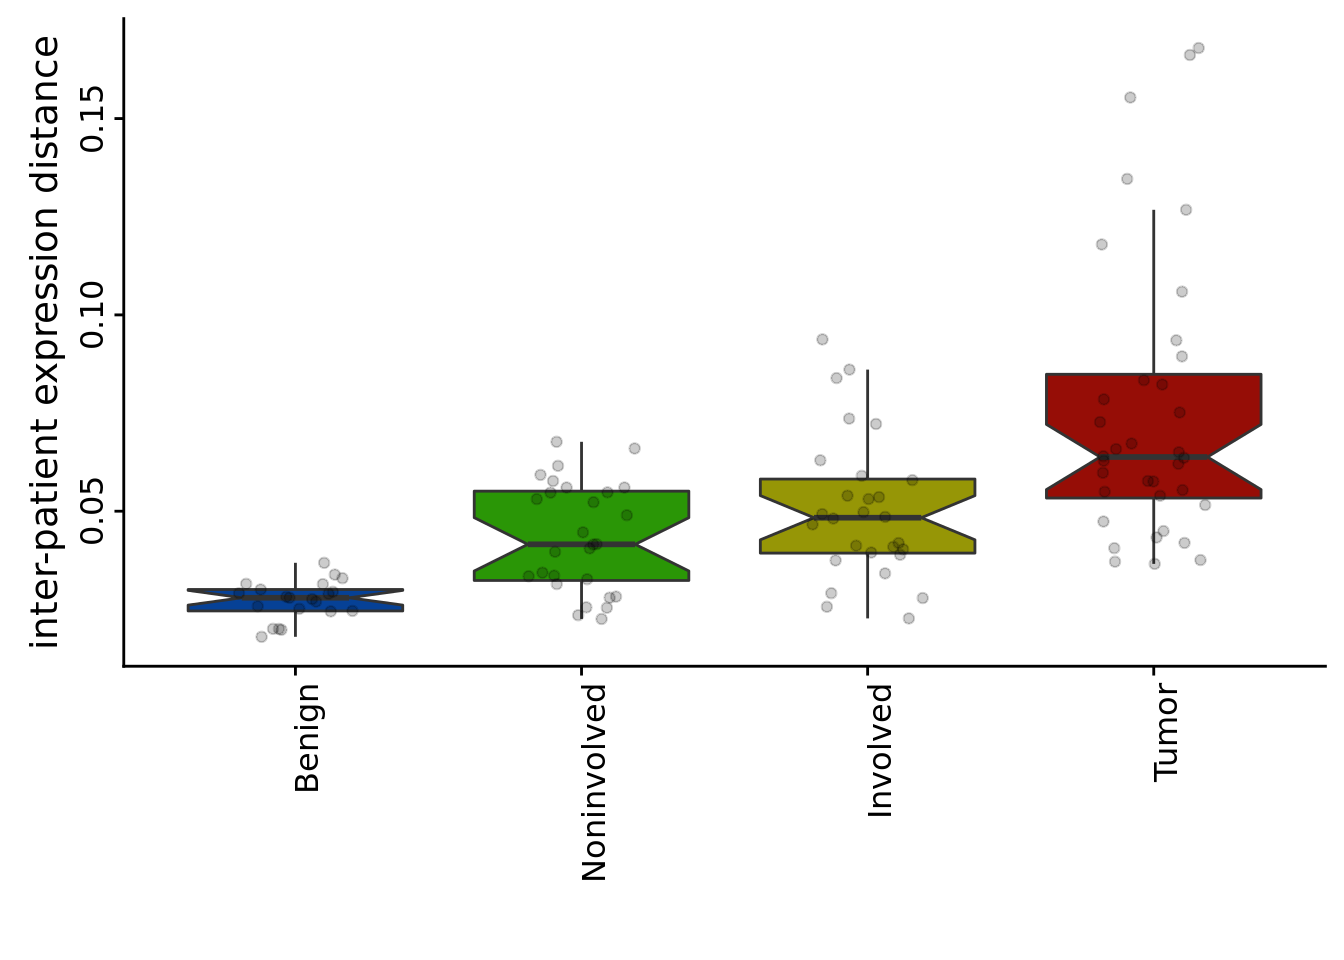 inter-patient expression distance
0.15
0.10
0.05
Benign
Noninvolved
Involved
Tumor